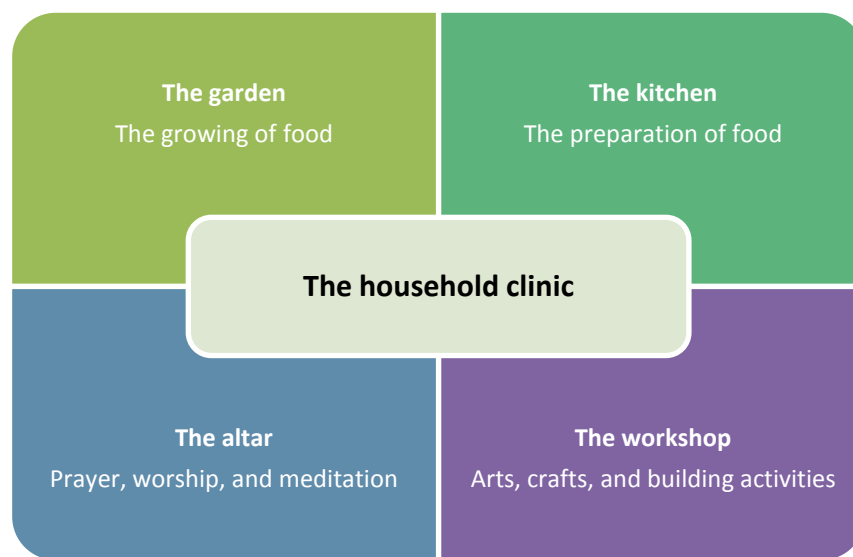 The garden
The growing of food
The kitchen
The preparation of food
The household clinic
The altar
Prayer, worship, and meditation
The workshop
Arts, crafts, and building activities